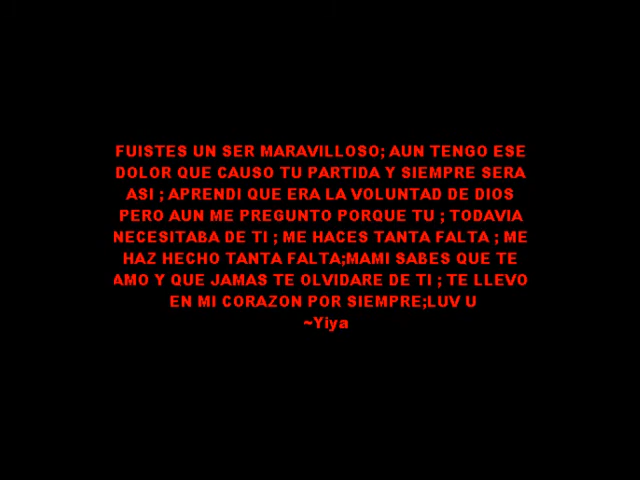 FUISTES UN SER MARAVILLOSO; AUN TENGO ESE
DOLOR QUE CAUSO TU PARTIDA Y SIEMPRE SERA
ASI ; APRENDI QUE ERA LA VOLUNTAD DE DIOS
PERO AUN ME PREGUNTO PORQUE TU ; TODAVIA
NECESITABA DE TI ; ME HACES TANTA FALTA ; ME
HAZ HECHO TANTA FALTA;MAMI SABES QUE TE
AMO Y QUE JAMAS TE OLVIDARE DE TI ; TE LLEVO
EN MI CORAZON POR SIEMPRE;LUV U
~Yiya